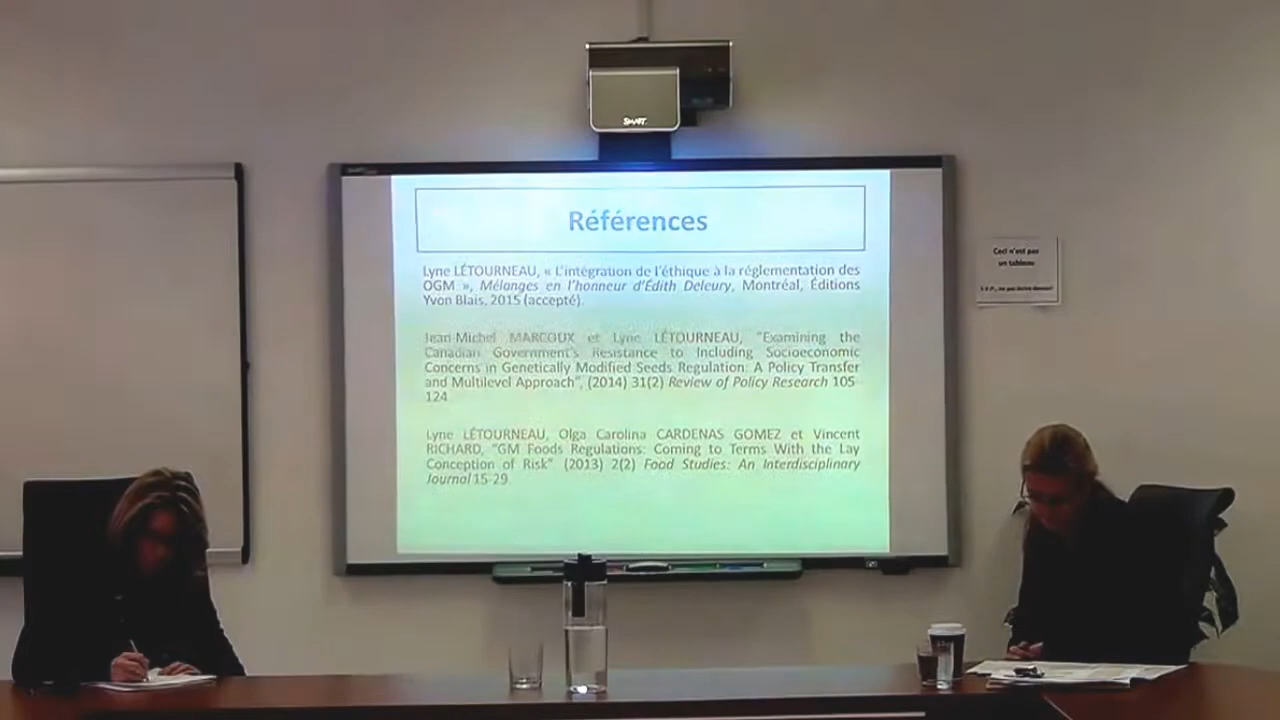 SMART
Références
Lyne LÉTOURNEAU, « L'intégration de l'éthique à la réglementation des
OGM », Mélanges en l'honneur d'Édith Deleury, Montréal, Éditions
Yvon Blais, 2015 (accepté).
Jean-Michel MARCOUX et Lyne LÉTOURNEAU, "Examining the
Canadian Government's Resistance to Including Socioeconomic
Concerns in Genetically Modified Seeds Regulation: A Policy Transfer
and Multilevel Approach", (2014) 31(2) Review of Policy Research 105-
124.
Lyne LÉTOURNEAU, Olga Carolina CARDENAS GOMEZ et Vincent
RICHARD, "GM Foods Regulations: Coming to Terms With the Lay
Conception of Risk" (2013) 2(2) Food Studies: An Interdisciplinary
Journal 15-29.
Ceci n'est pas
un tableau
S.V.P., ne pas écrire dessus!